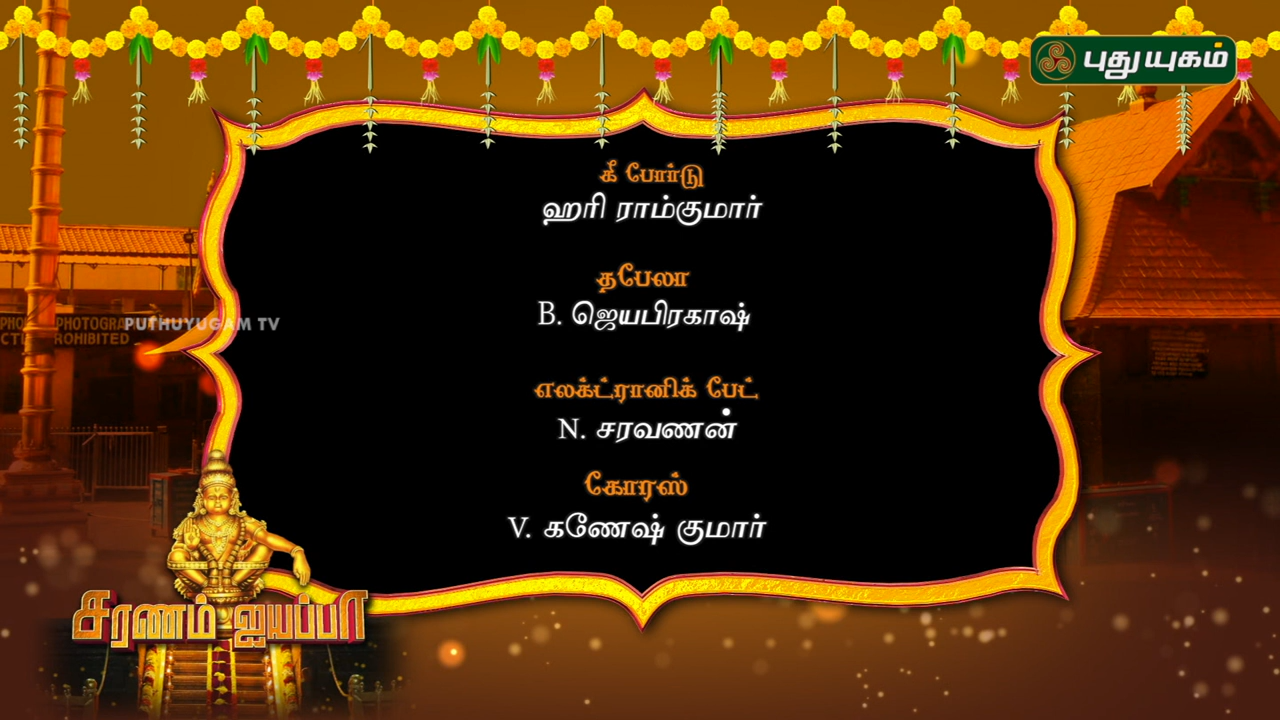 புதுயுகம்
கீ போர்டு
ஹரி ராம்குமார்
தபேலா
B. ஜெயபிரகாஷ்
PUTHUYUGAM TV
எலக்ட்ரானிக் பேட்
N. சரவணன்
கோரஸ்
V. கணேஷ் குமார்
சரணம் ஐயப்பா